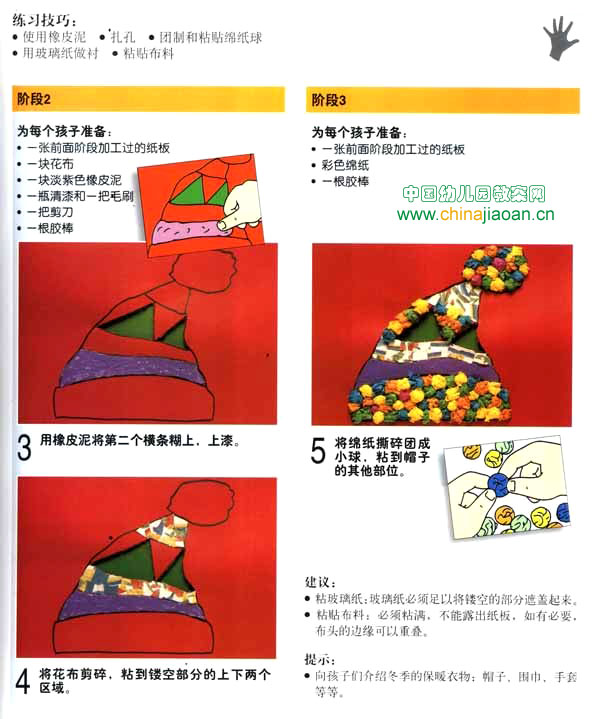 练习技巧：
● 使用橡皮泥 ● 扎孔 ● 团制和粘贴绵纸球
● 用玻璃纸做衬 ● 粘贴布料
阶段2
为每个孩子准备：
• 一张前面阶段加工过的纸板
• 一块花布
• 一块淡紫色橡皮泥
• 一瓶清漆和一把毛刷
• 一把剪刀
• 一根胶棒
3 用橡皮泥将第二个横条糊上，上漆。
4 将花布剪碎，粘到镂空部分的上下两个
区域。
阶段3
为每个孩子准备：
• 一张前面阶段加工过的纸板
• 彩色绵纸
• 一根胶棒
中国幼儿园教案网
www.chinajiaoan.cn
5 将绵纸撕碎团成
小球，粘到帽子
的其他部位。
建议：
● 粘玻璃纸：玻璃纸必须足以将镂空的部分遮盖起来。
● 粘贴布料：必须粘满，不能露出纸板，如有必要，
布头的边缘可以重叠。
提示：
● 向孩子们介绍冬季的保暖衣物：帽子、围巾、手套
等等。